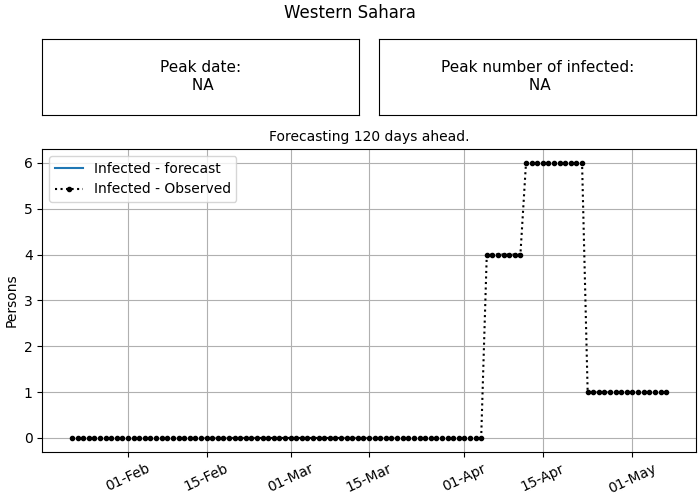 Western Sahara
Peak date:
NA
Peak number of infected:
NA
Forecasting 120 days ahead.
Infected - forecast
Infected - Observed
Persons
6
5
4
3
2
1
0
01-Feb
15-Feb
01-Mar
15-Mar
01-Apr
15-Apr
01-May